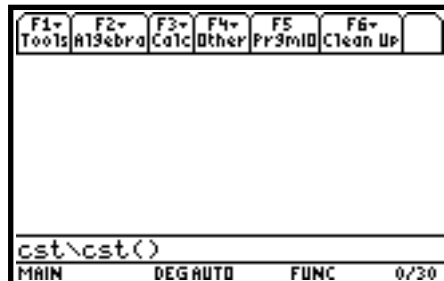 F1▾ F2▾ F3▾ F4▾ F5 F6▾
Tools Algebra Calc Other PrgmIO Clean Up
cst\cst()
MAIN DEG AUTO FUNC 0/30